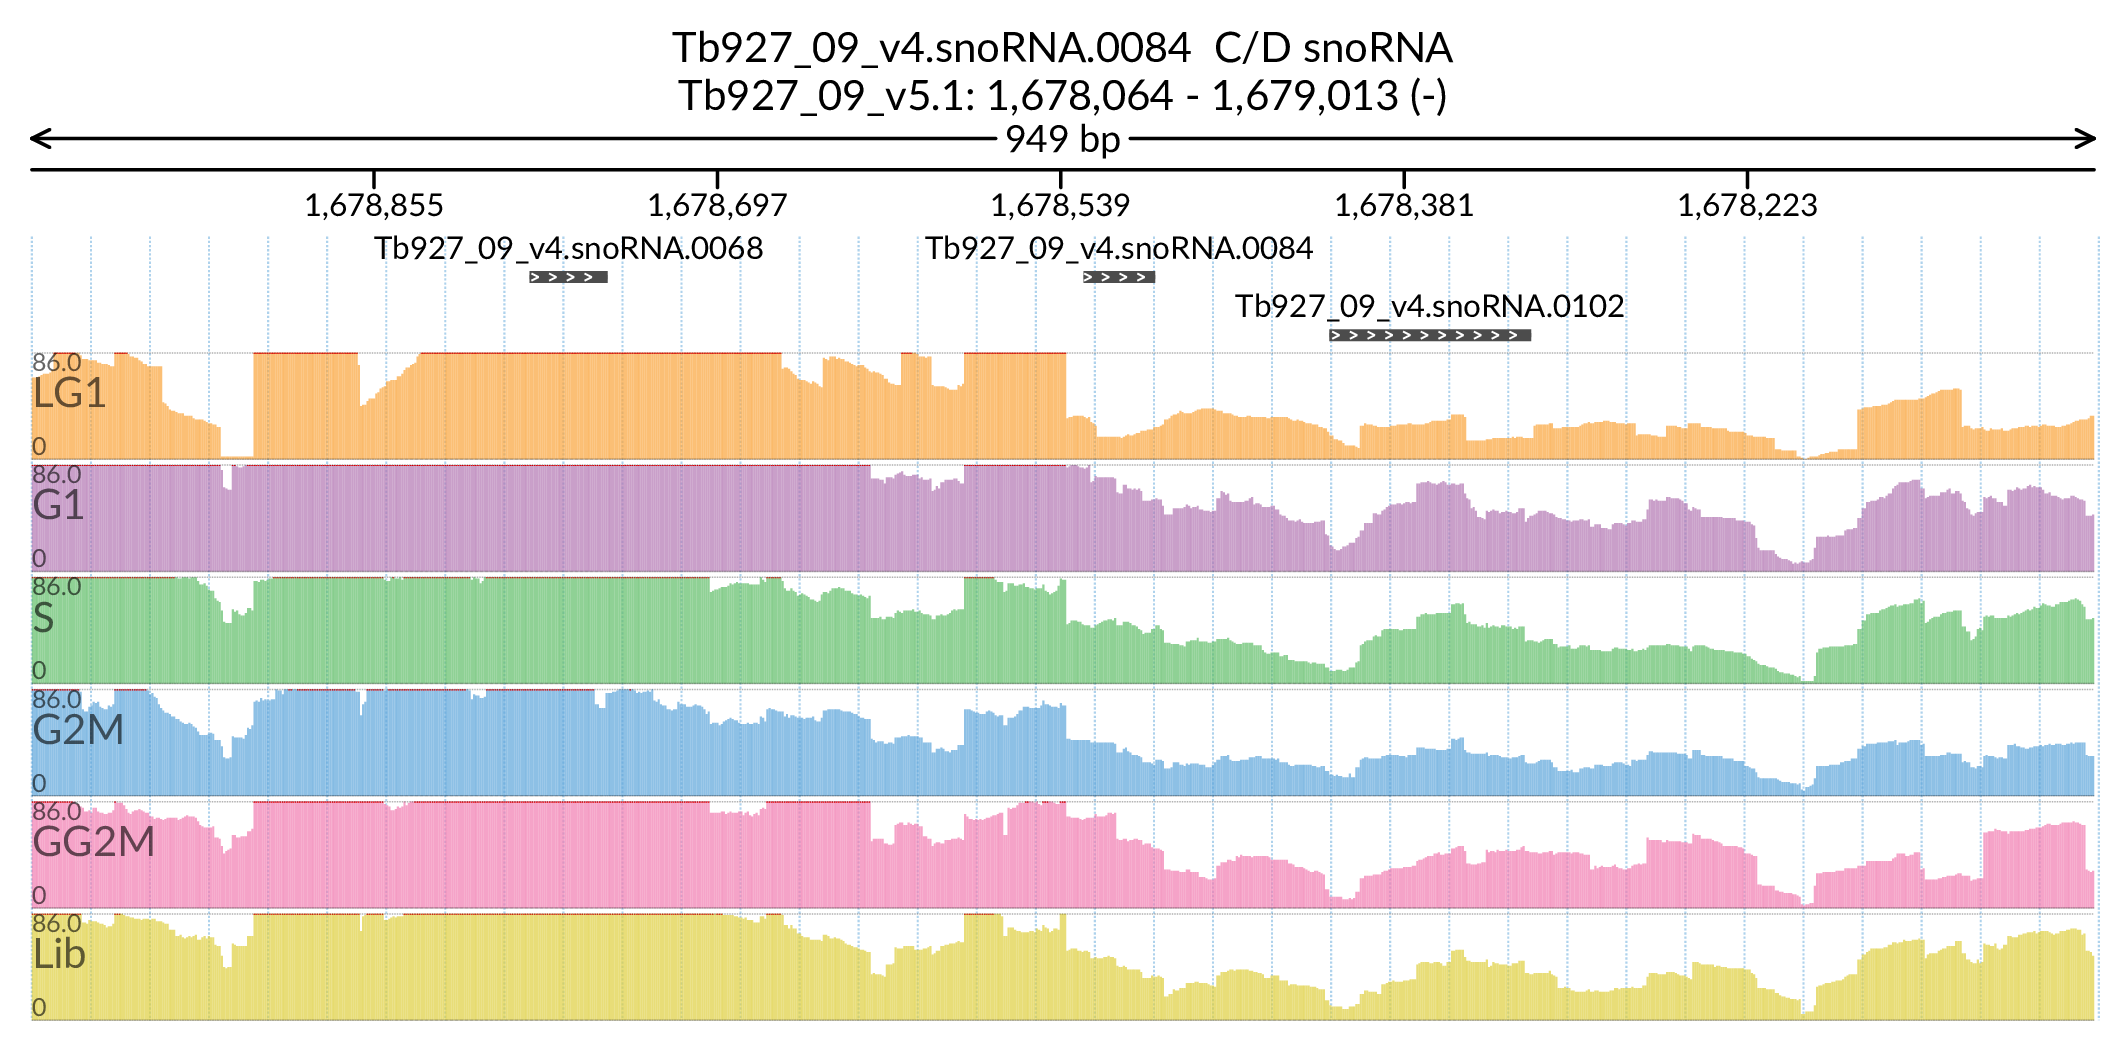 Tb927_09_v4.snoRNA.0084  C/D snoRNA
Tb927_09_v5.1: 1,678,064 - 1,679,013 (-)
949 bp
1,678,855 1,678,697 1,678,539 1,678,381 1,678,223
Tb927_09_v4.snoRNA.0068 Tb927_09_v4.snoRNA.0084
Tb927_09_v4.snoRNA.0102
86.0
LG1
0
86.0
G1
0
86.0
S
0
86.0
G2M
0
86.0
GG2M
0
86.0
Lib
0